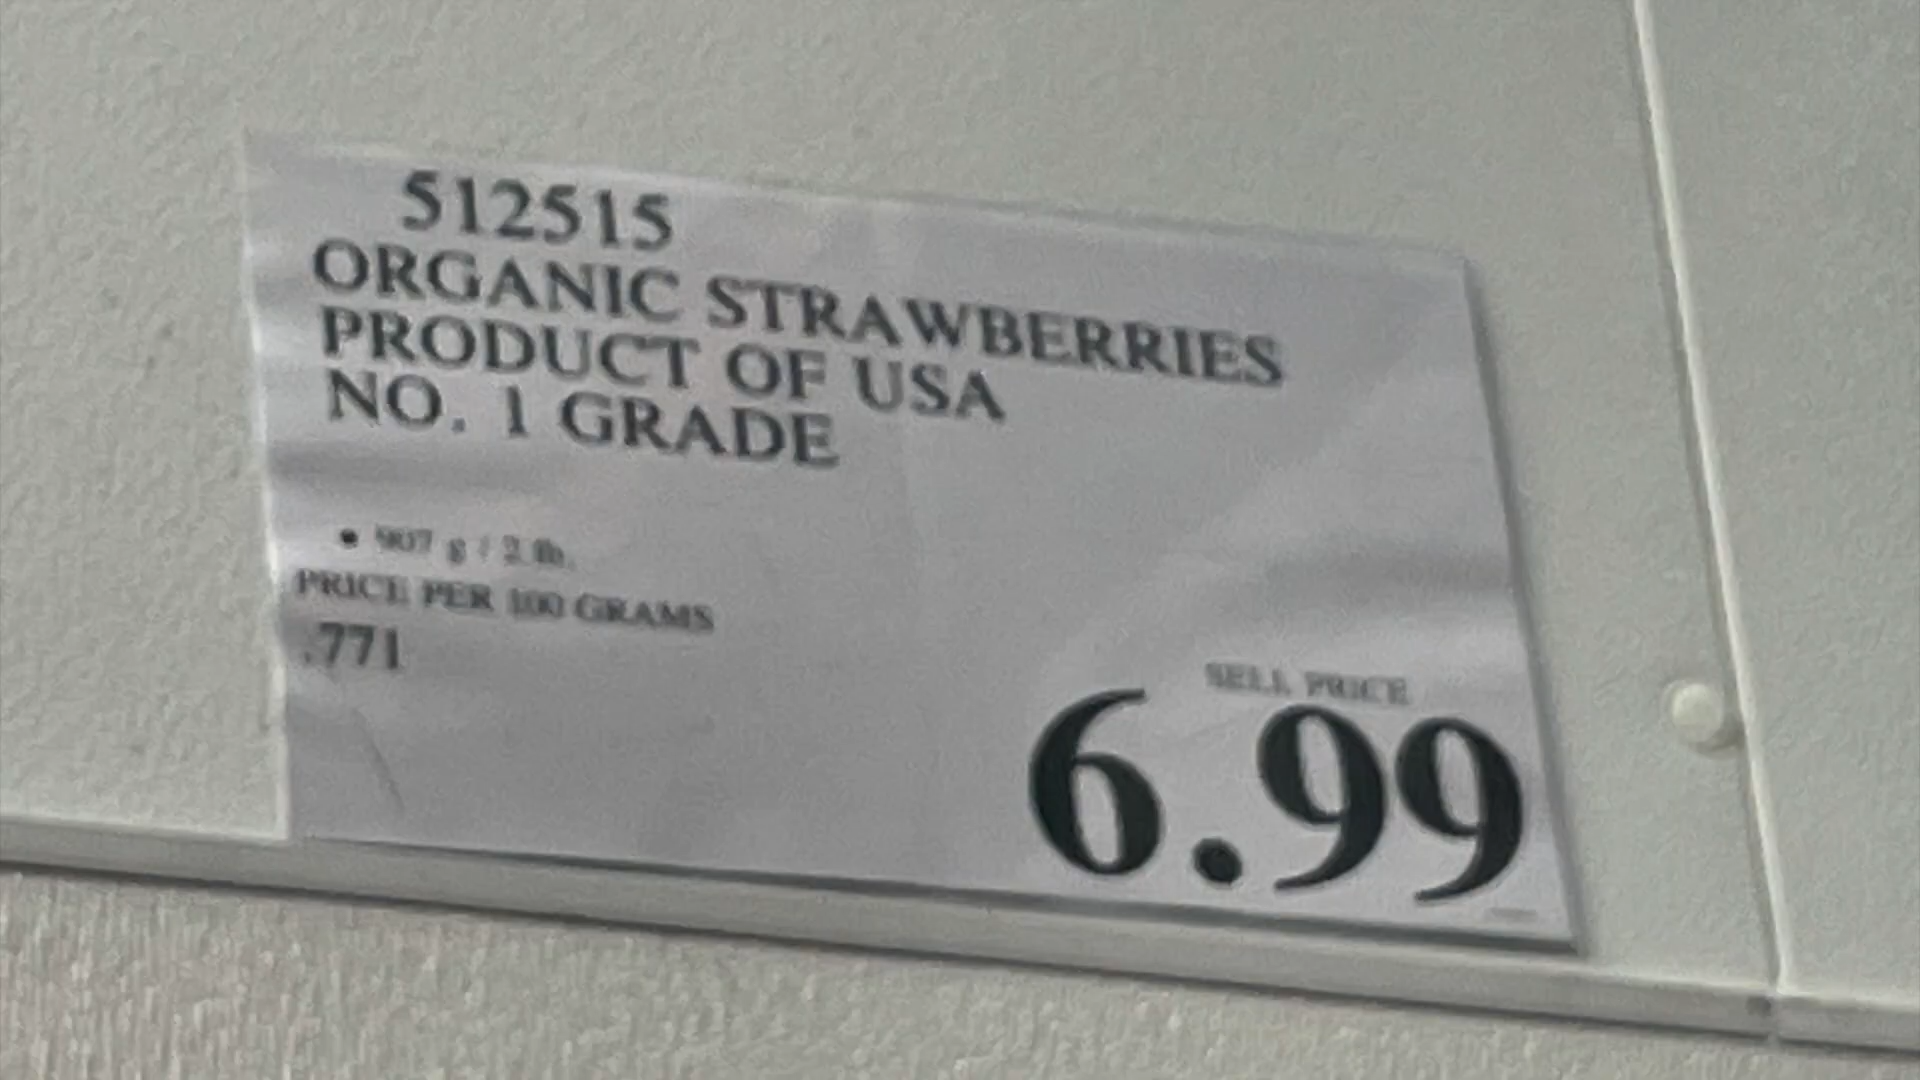 512515
ORGANIC STRAWBERRIES
PRODUCT OF USA
NO. 1 GRADE
• 907 g / 2 lb.
PRICE PER 100 GRAMS
.771
SELL PRICE
6.99